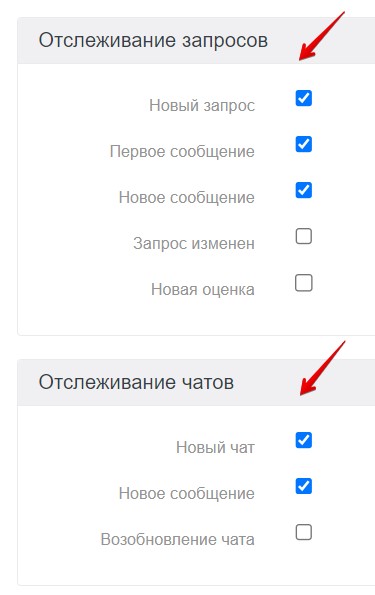 Отслеживание запросов
Новый запрос
Первое сообщение
Новое сообщение
Запрос изменен
Новая оценка
Отслеживание чатов
Новый чат
Новое сообщение
Возобновление чата